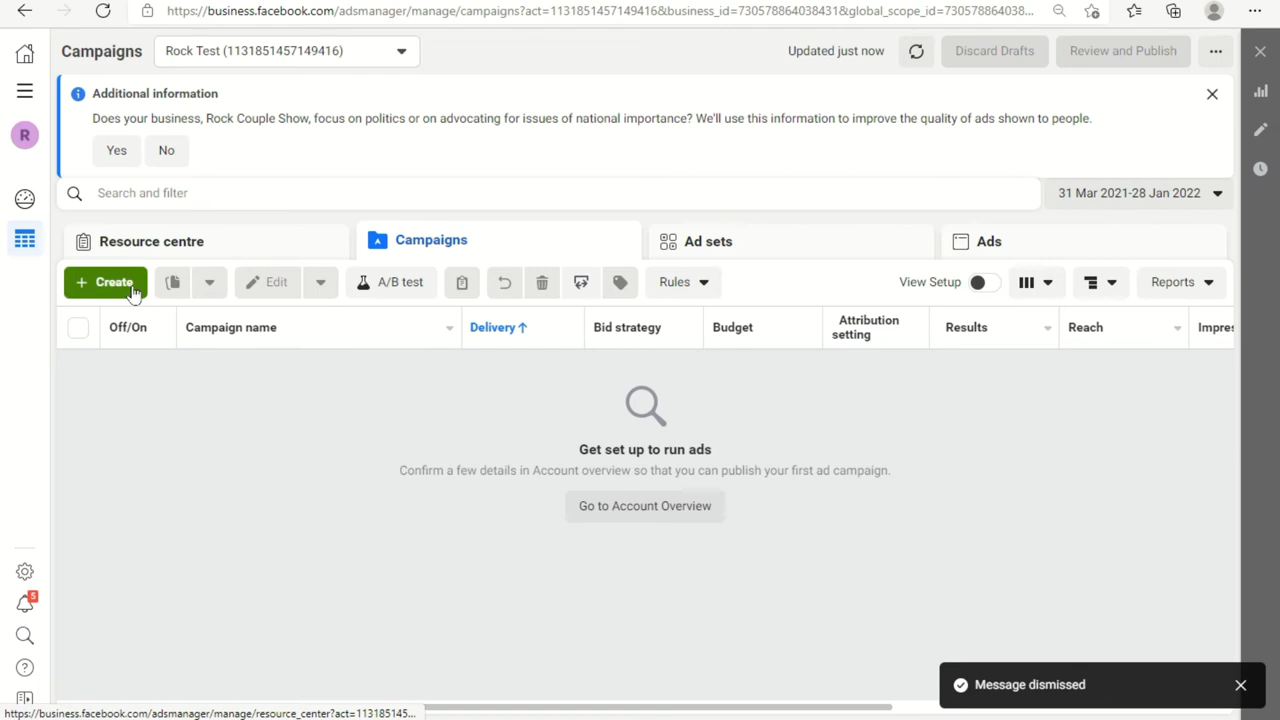 https://business.facebook.com/adsmanager/manage/campaigns?act=1131851457149416&business_id=730578864038431&global_scope_id=730578864038...
Campaigns
Rock Test (1131851457149416)
Updated just now
Discard Drafts
Review and Publish
Additional information
Does your business, Rock Couple Show, focus on politics or on advocating for issues of national importance? We'll use this information to improve the quality of ads shown to people.
Yes
No
R
Search and filter
31 Mar 2021-28 Jan 2022
Resource centre
Campaigns
Ad sets
Ads
+ Create
Edit
A/B test
Rules
View Setup
Reports
Off/On
Campaign name
Delivery ↑
Bid strategy
Budget
Attribution
setting
Results
Reach
Impres
Get set up to run ads
Confirm a few details in Account overview so that you can publish your first ad campaign.
Go to Account Overview
5
Message dismissed
https://business.facebook.com/adsmanager/manage/resource_center?act=113185145...